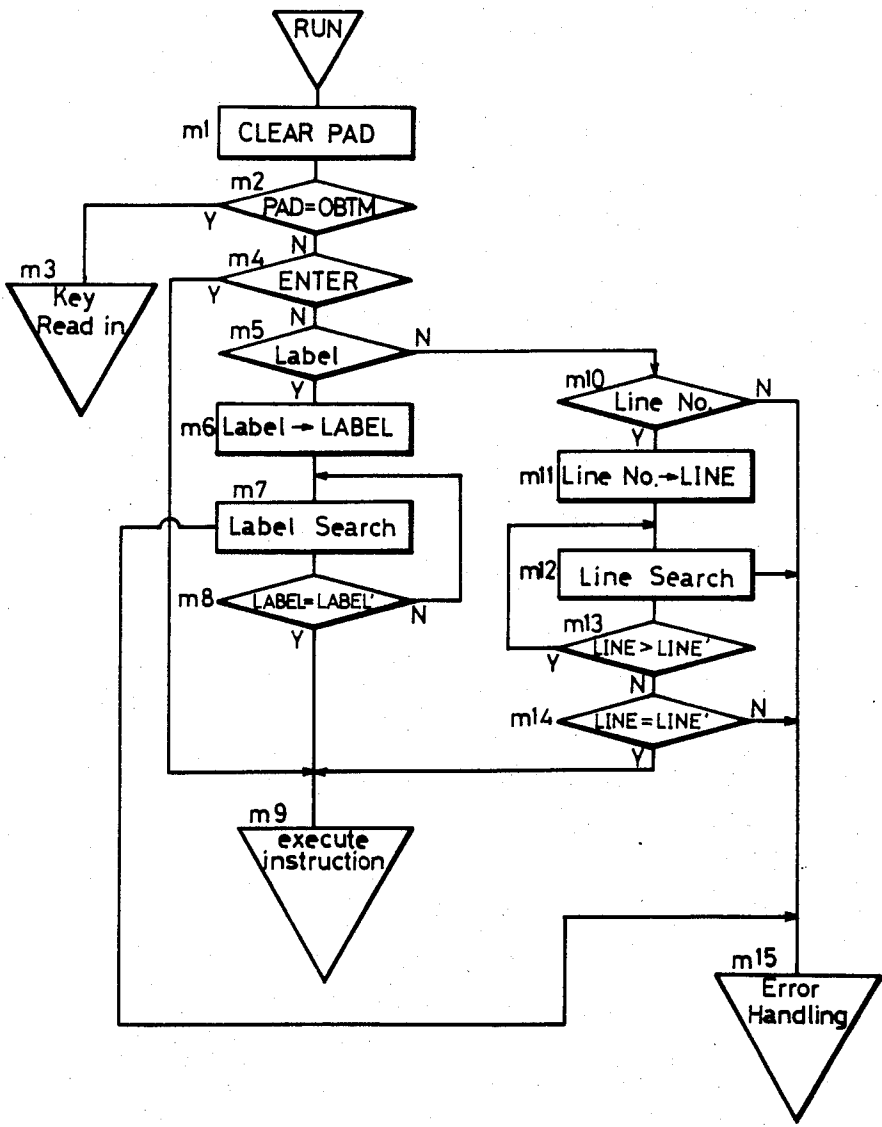 RUN
m1
CLEAR PAD
m2
PAD=OBTM
Y
N
m3
Key
Read in
m4
ENTER
Y
N
m5
Label
N
Y
m6
Label→LABEL
m7
Label Search
m8
LABEL=LABEL'
N
Y
m9
execute
instruction
m10
Line No.
N
Y
m11
Line No.→LINE
m12
Line Search
m13
LINE>LINE'
Y
N
m14
LINE=LINE'
N
Y
m15
Error
Handling